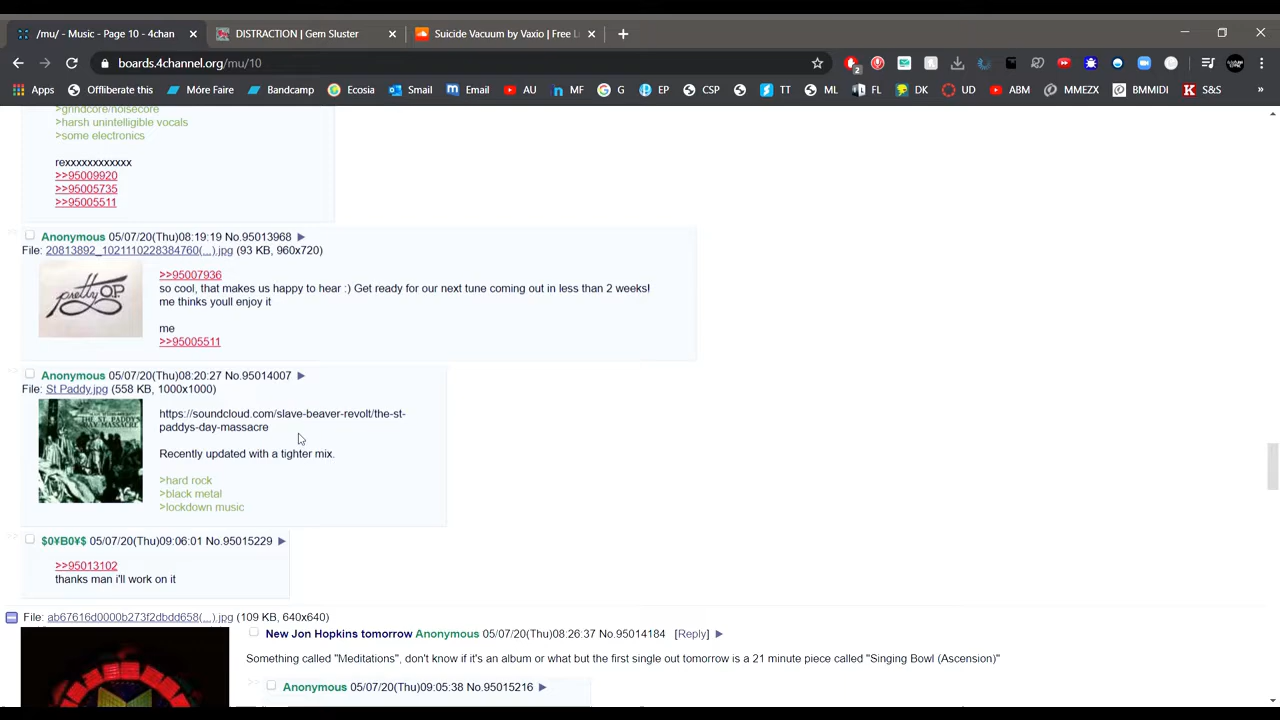 /mu/ - Music - Page 10 - 4chan
DISTRACTION | Gem Sluster
Suicide Vacuum by Vaxio | Free L
boards.4channel.org/mu/10
2
Apps
Offliberate this
Móre Faire
Bandcamp
Ecosia
Smail
Email
AU
MF
G
EP
CSP
TT
ML
FL
DK
UD
ABM
MMEZX
BMMIDI
S&S
»
>grindcore/noisecore
>harsh unintelligible vocals
>some electronics
rexxxxxxxxxxxx
>>95009920
>>95005735
>>95005511
Anonymous 05/07/20(Thu)08:19:19 No.95013968
File: 20813892_1021110228384760(...).jpg (93 KB, 960x720)
pretty O.P.
>>95007936
so cool, that makes us happy to hear :) Get ready for our next tune coming out in less than 2 weeks!
me thinks youll enjoy it
me
>>95005511
Anonymous 05/07/20(Thu)08:20:27 No.95014007
File: St Paddy.jpg (558 KB, 1000x1000)
THE ST. PADDY'S
DAY MASSACRE
https://soundcloud.com/slave-beaver-revolt/the-st-
paddys-day-massacre
Recently updated with a tighter mix.
>hard rock
>black metal
>lockdown music
$0¥B0¥$ 05/07/20(Thu)09:06:01 No.95015229
>>95013102
thanks man i'll work on it
File: ab67616d0000b273f2dbdd658(...).jpg (109 KB, 640x640)
New Jon Hopkins tomorrow Anonymous 05/07/20(Thu)08:26:37 No.95014184 [Reply]
Something called "Meditations", don't know if it's an album or what but the first single out tomorrow is a 21 minute piece called "Singing Bowl (Ascension)"
>>
Anonymous 05/07/20(Thu)09:05:38 No.95015216